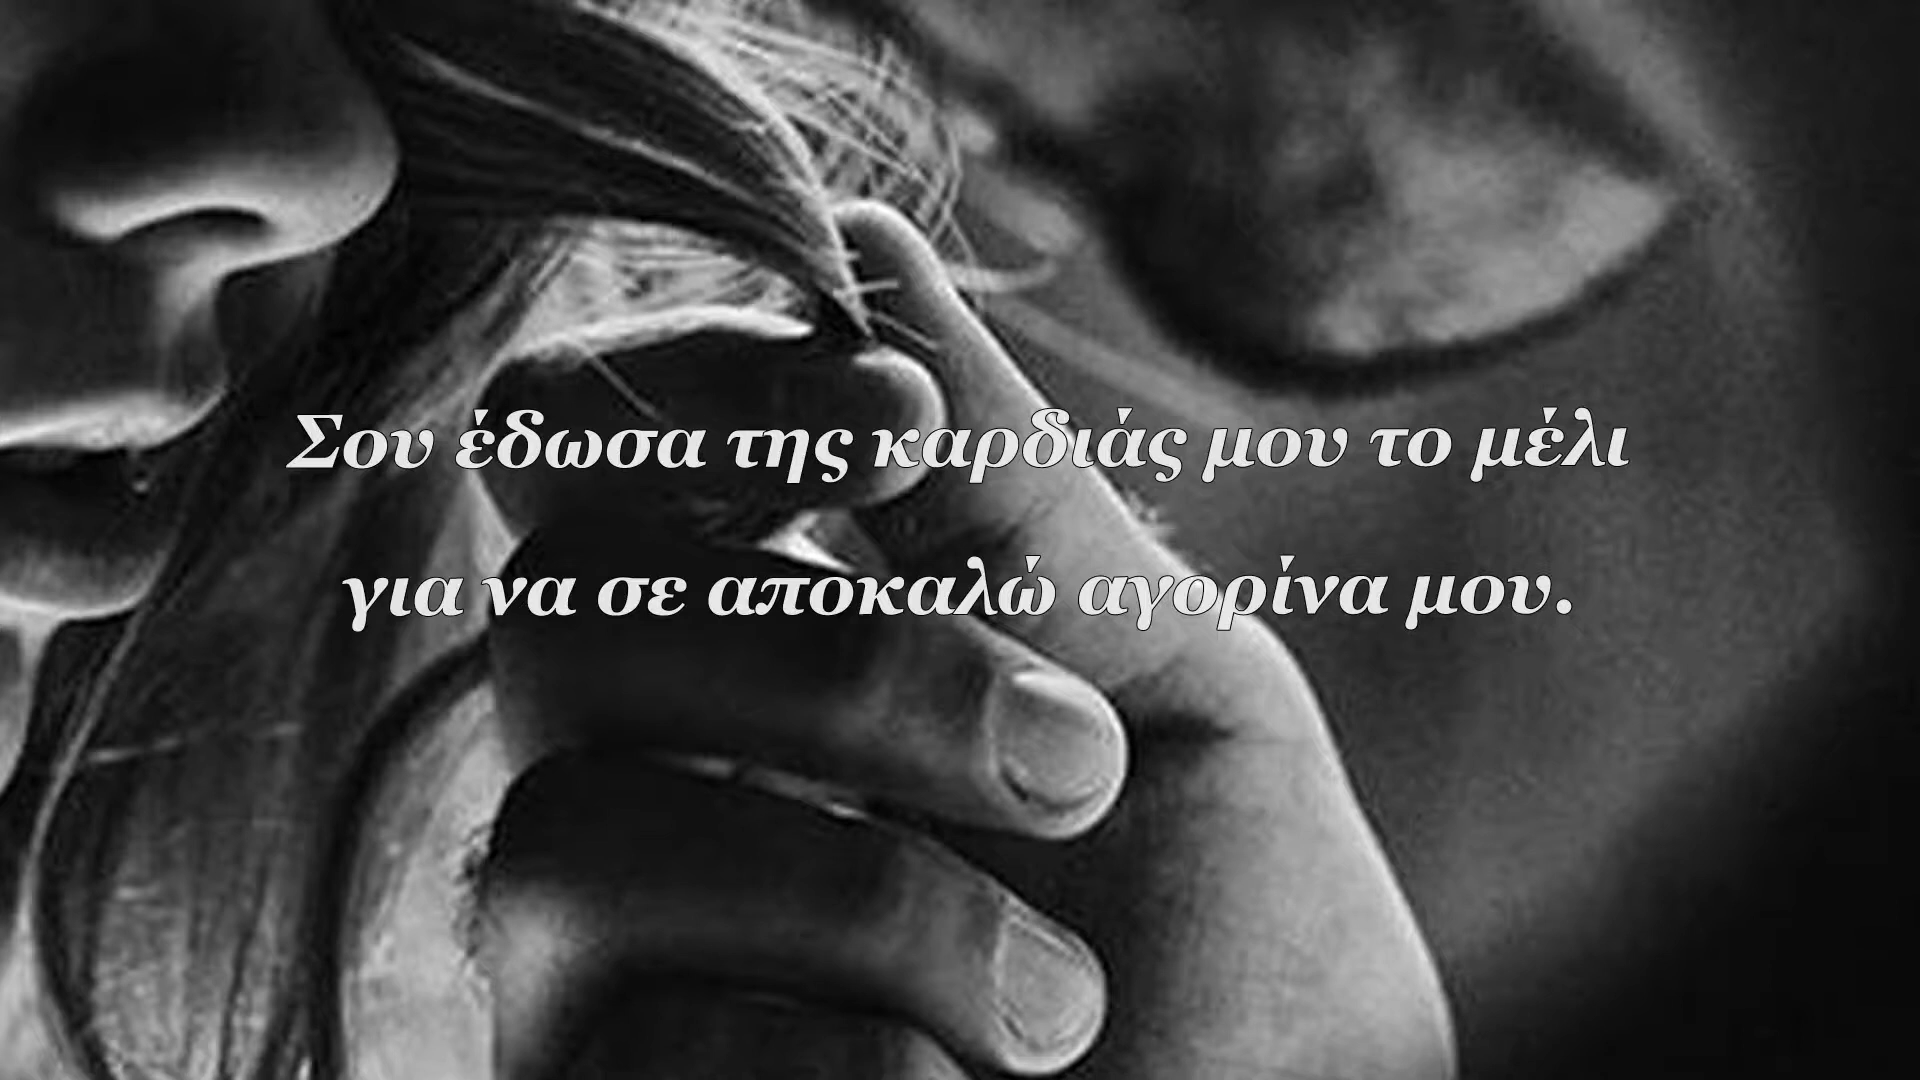 Σου έδωσα της καρδιάς μου το μέλι
για να σε αποκαλώ αγορίνα μου.